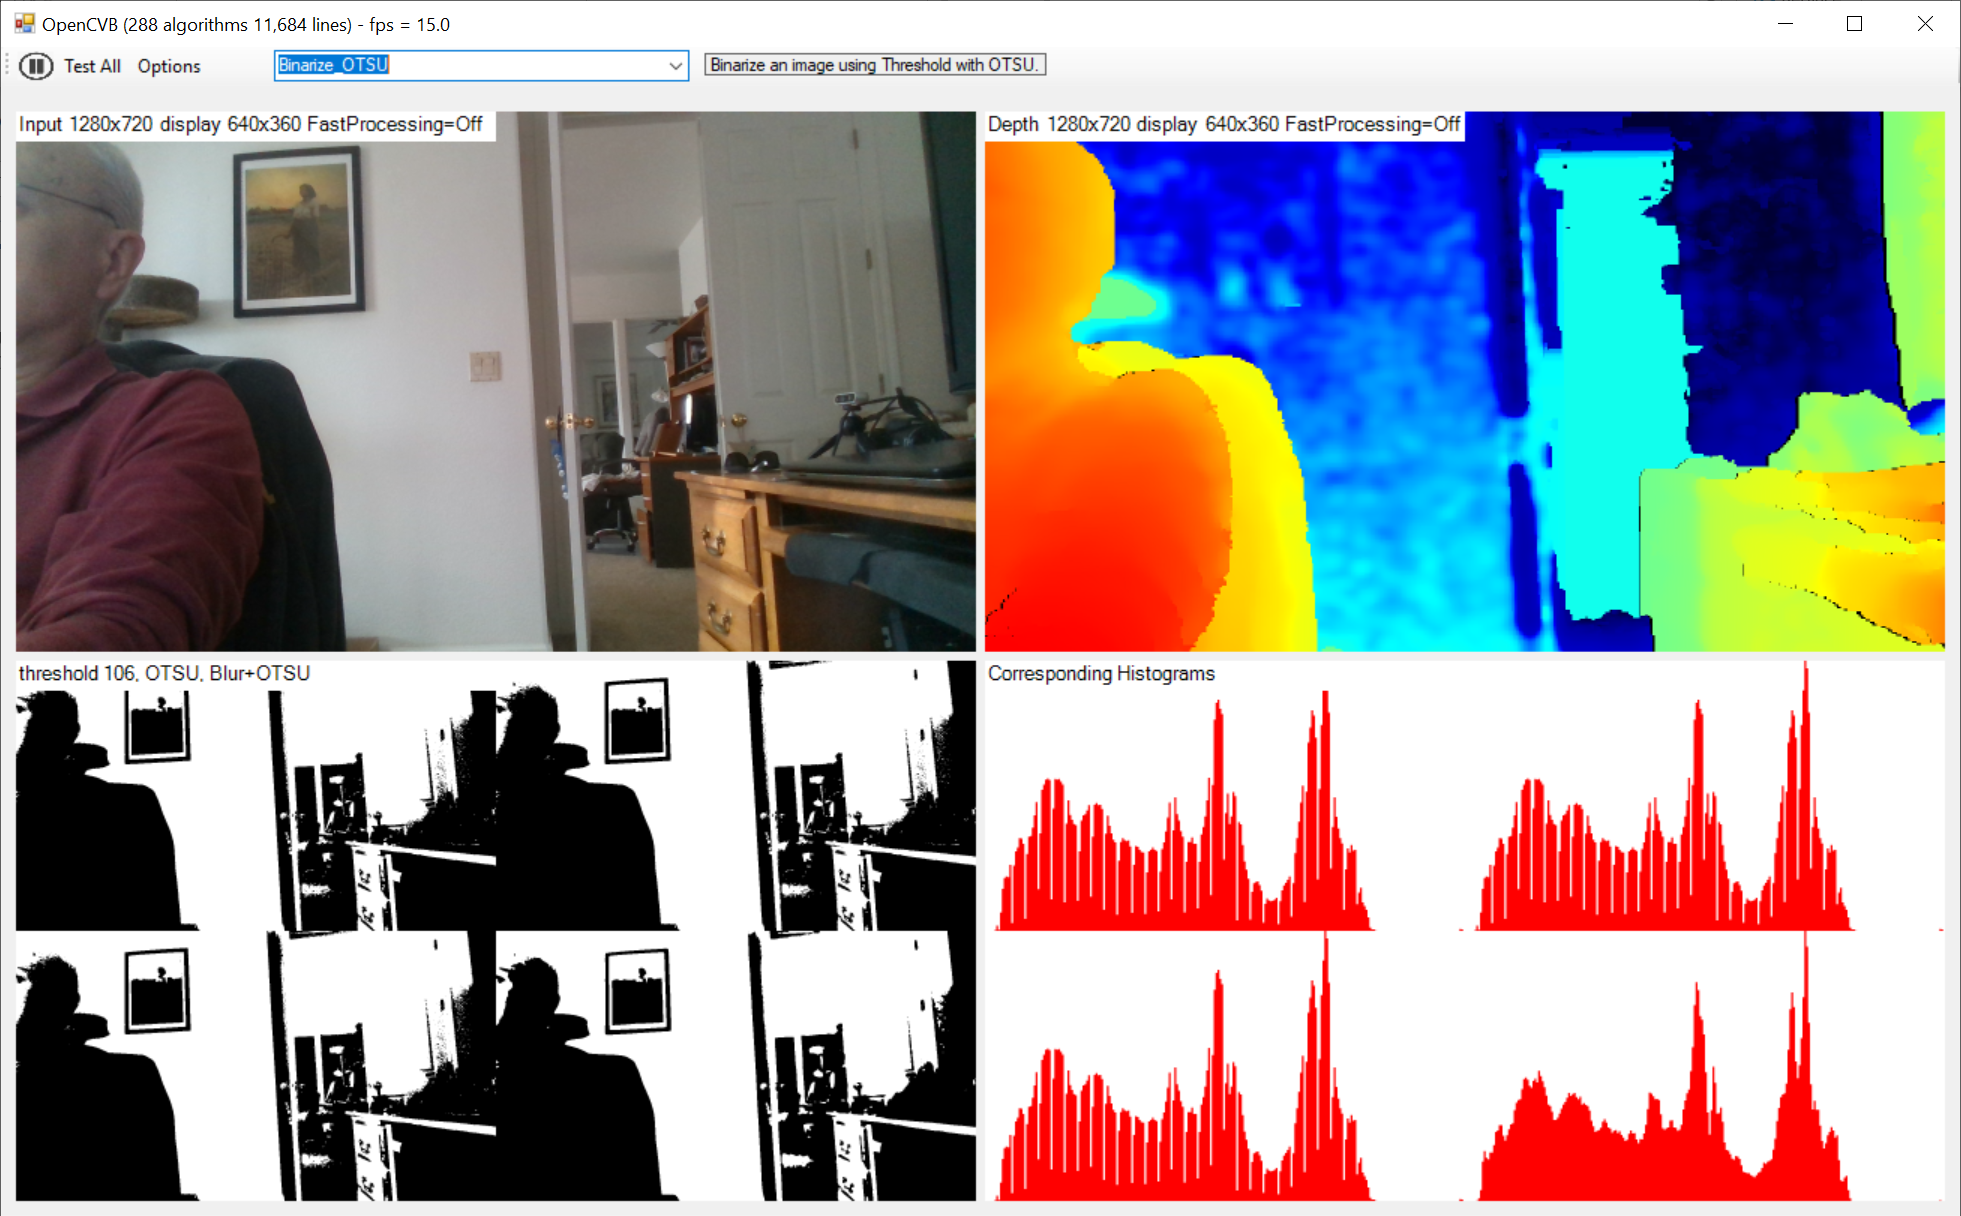 OpenCVB (288 algorithms 11,684 lines) - fps = 15.0
Test All Options Binarize_OTSU Binarize an image using Threshold with OTSU.
Input 1280x720 display 640x360 FastProcessing=Off
Depth 1280x720 display 640x360 FastProcessing=Off
threshold 106, OTSU, Blur+OTSU
Corresponding Histograms